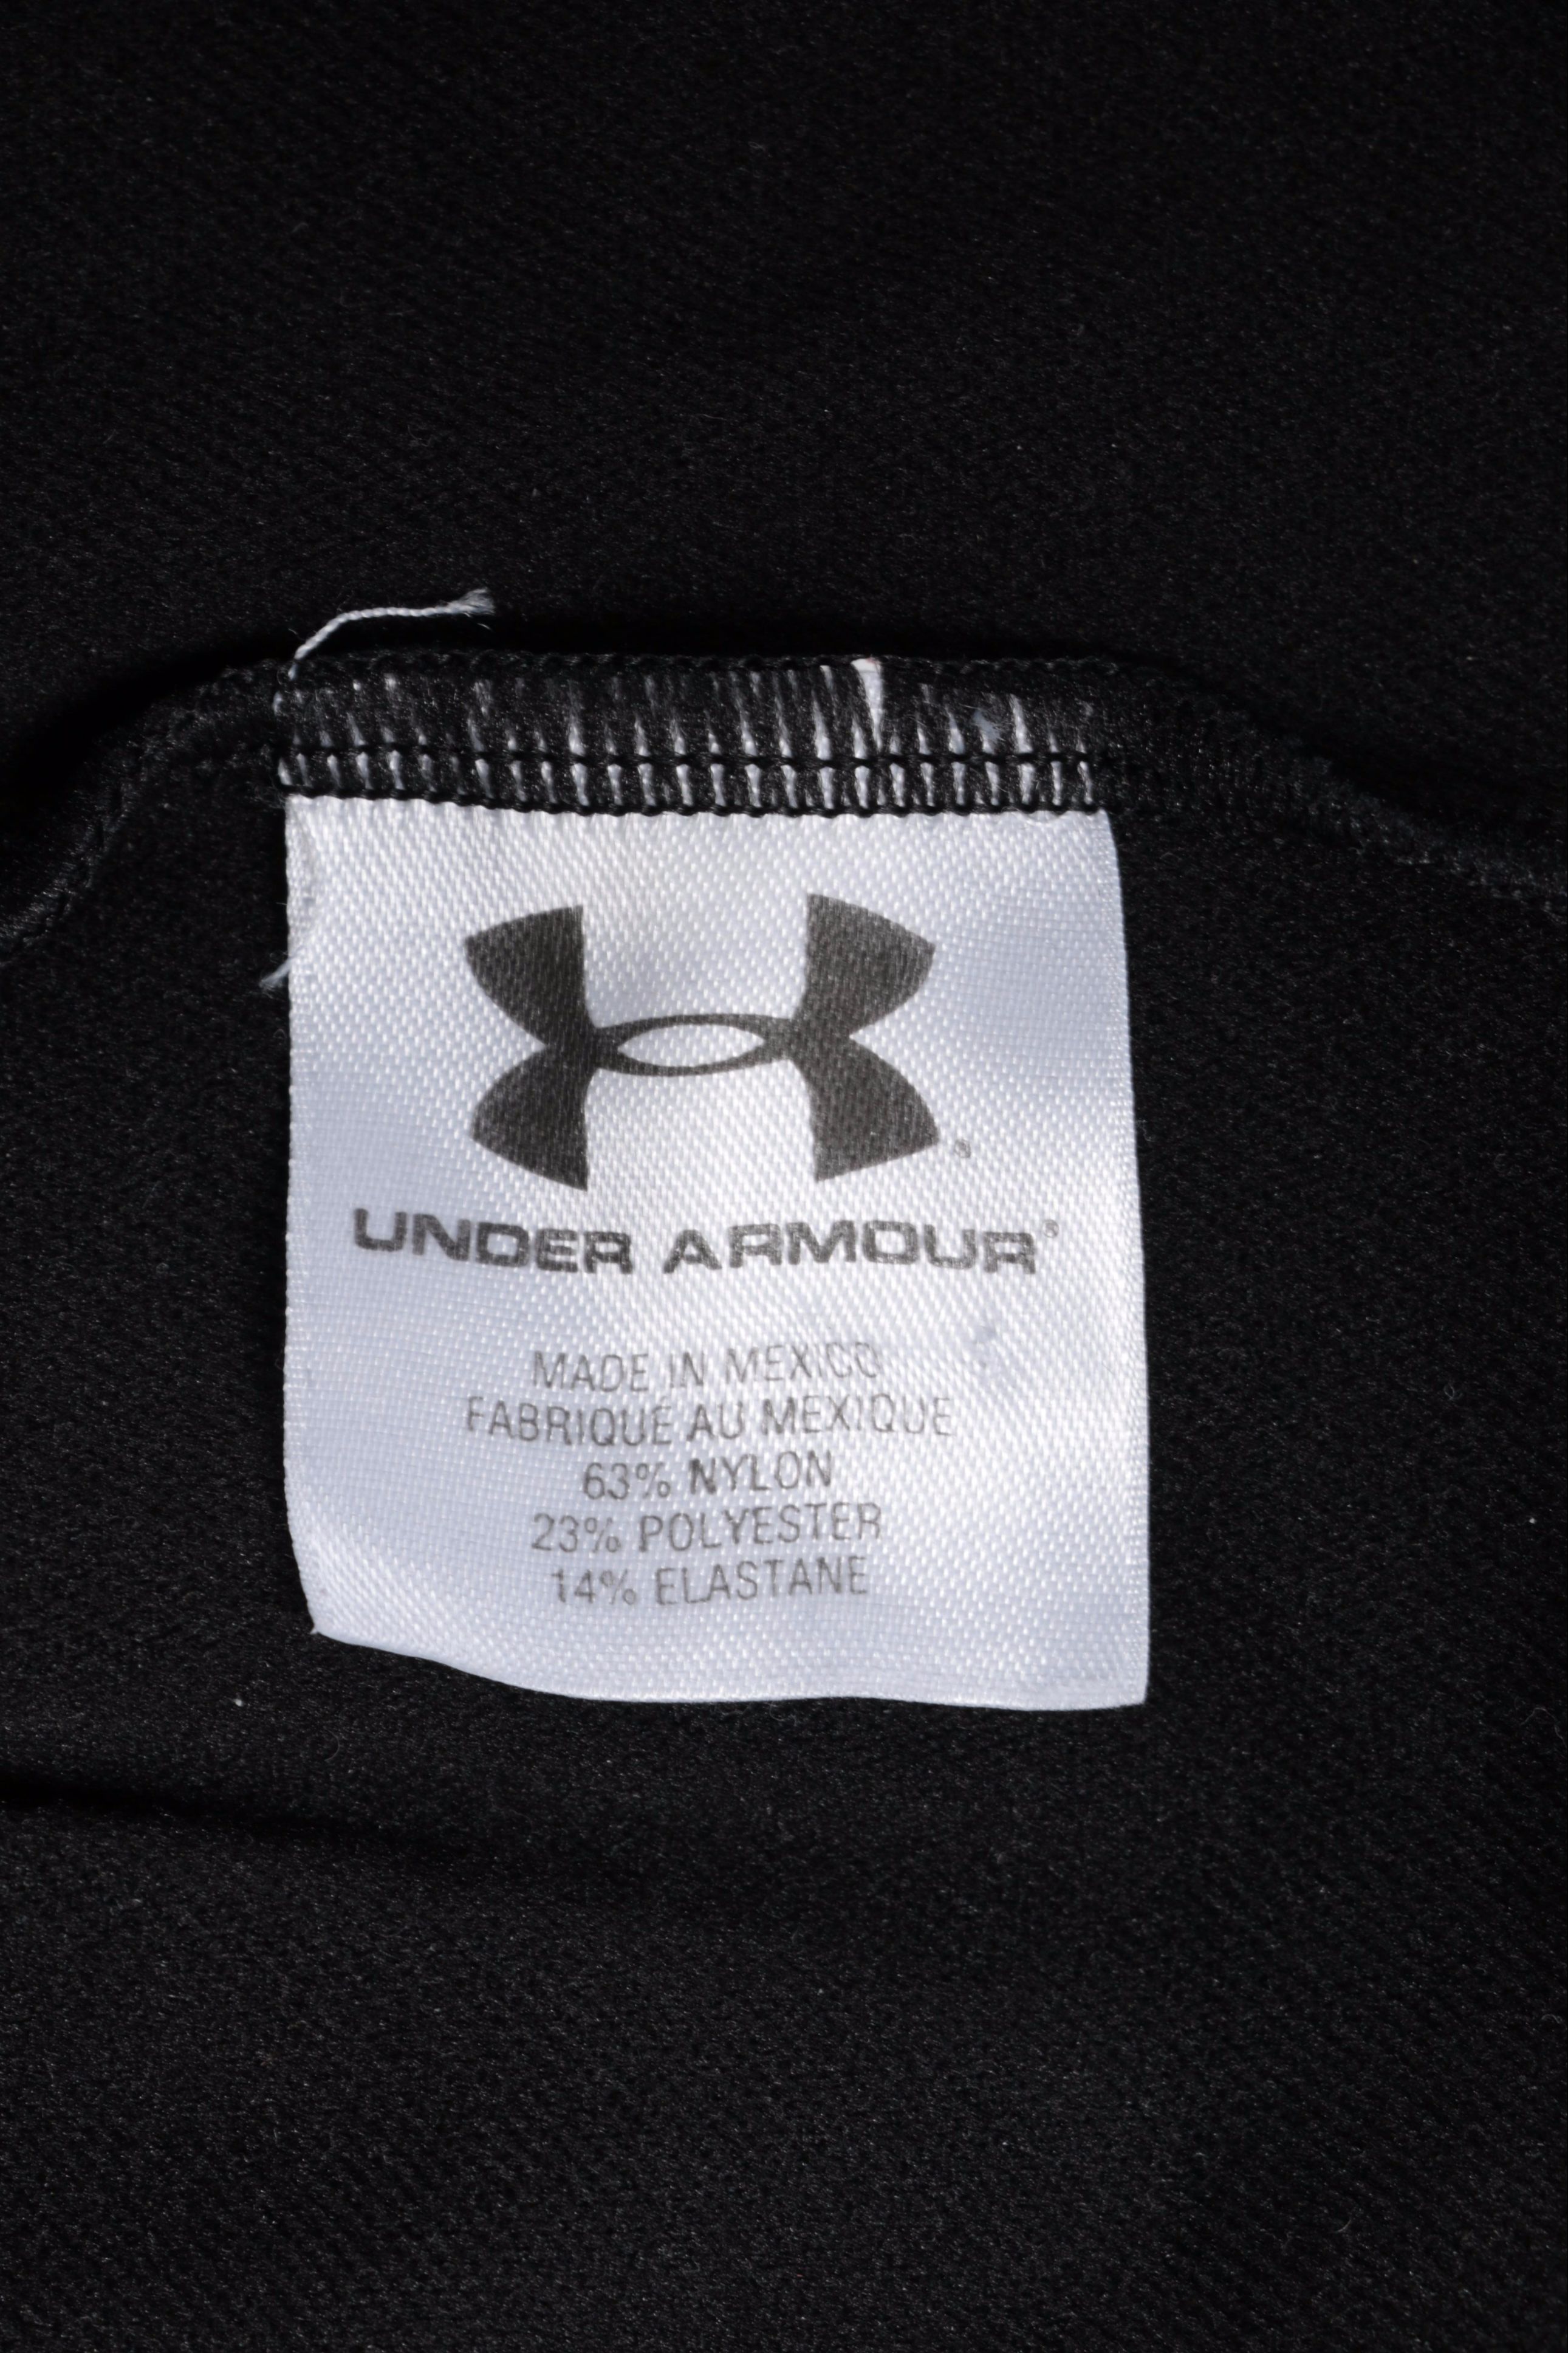 UNDER ARMOUR®
MADE IN MEXICO
FABRIQUÉ AU MEXIQUE
63% NYLON
23% POLYESTER
14% ELASTANE